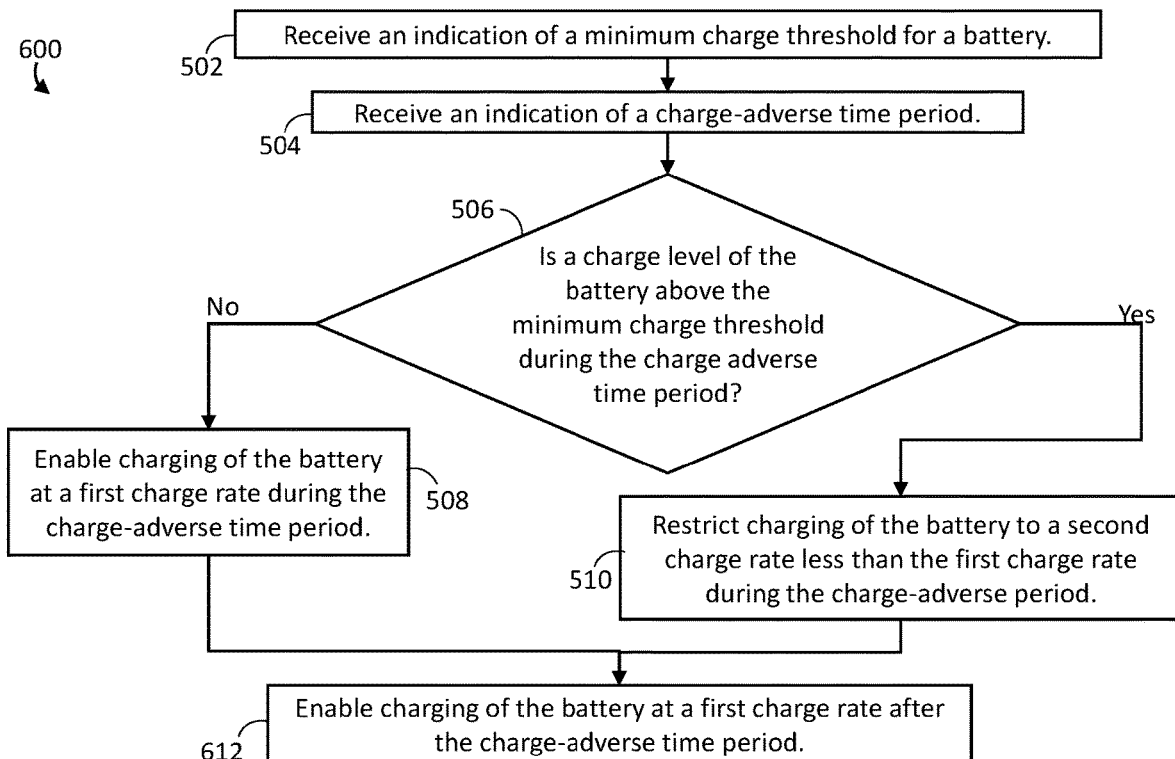 600
Receive an indication of a minimum charge threshold for a battery.
502
Receive an indication of a charge-adverse time period.
504
506
Is a charge level of the
battery above the
minimum charge threshold
during the charge adverse
time period?
No
Yes
Enable charging of the battery
at a first charge rate during the
charge-adverse time period.
508
Restrict charging of the battery to a second
charge rate less than the first charge rate
during the charge-adverse period.
510
Enable charging of the battery at a first charge rate after
the charge-adverse time period.
612